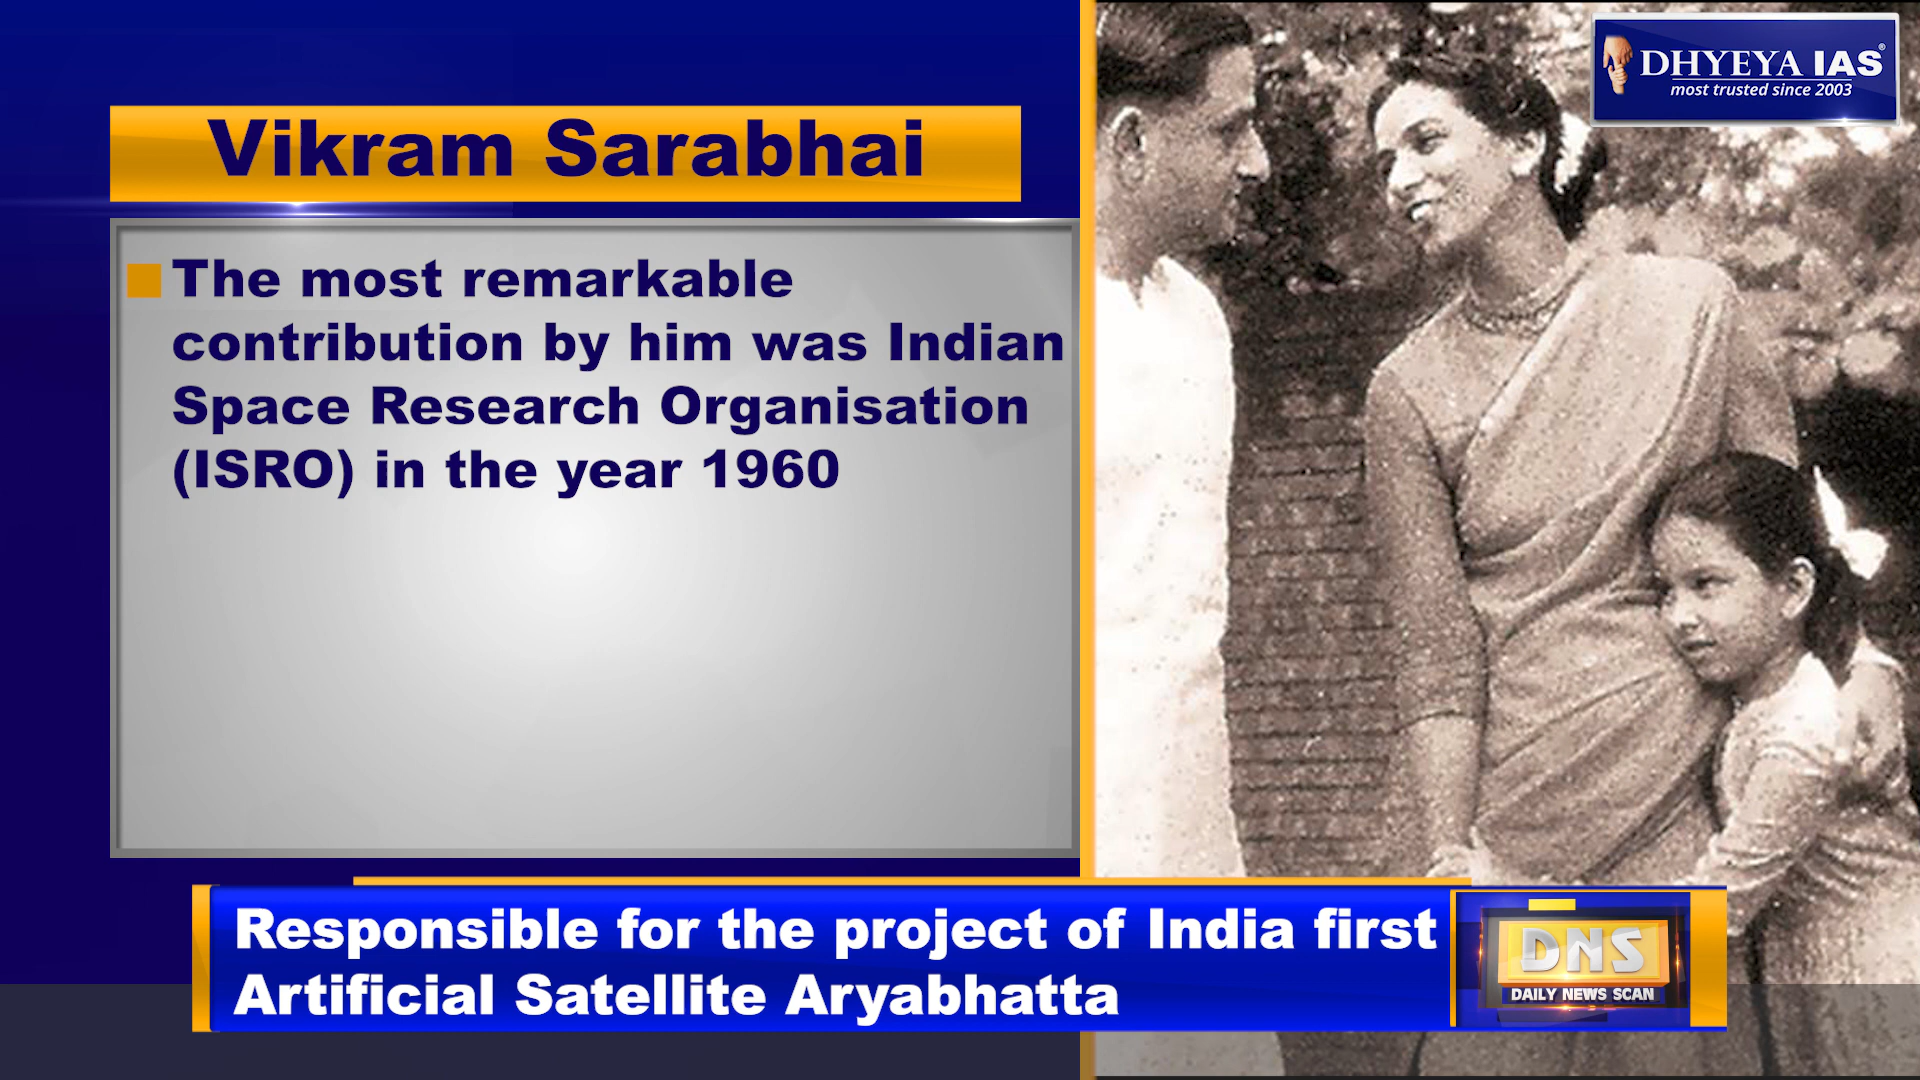 DHYEYA IAS®
most trusted since 2003
Vikram Sarabhai
The most remarkable
contribution by him was Indian
Space Research Organisation
(ISRO) in the year 1960
Responsible for the project of India first
Artificial Satellite Aryabhatta
DNS
DAILY NEWS SCAN